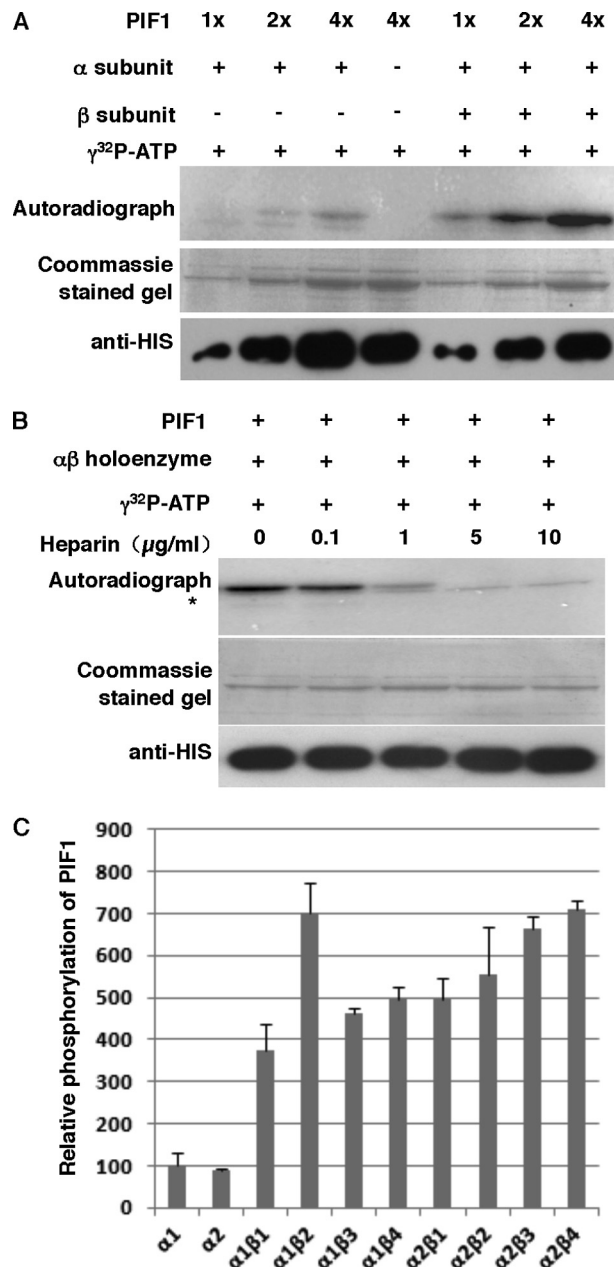 A
PIF1 1x 2x 4x 4x 1x 2x 4x
α subunit + + + - + + +
β subunit - - - - + + +
γ³²P-ATP + + + + + + +
Autoradiograph
Coommassie
stained gel
anti-HIS
B
PIF1 + + + + +
αβ holoenzyme + + + + +
γ³²P-ATP + + + + +
Heparin (µg/ml) 0 0.1 1 5 10
Autoradiograph
*
Coommassie
stained gel
anti-HIS
C
Relative phosphorylation of PIF1
900
800
700
600
500
400
300
200
100
0
α1 α2 α1β1 α1β2 α1β3 α1β4 α2β1 α2β2 α2β3 α2β4